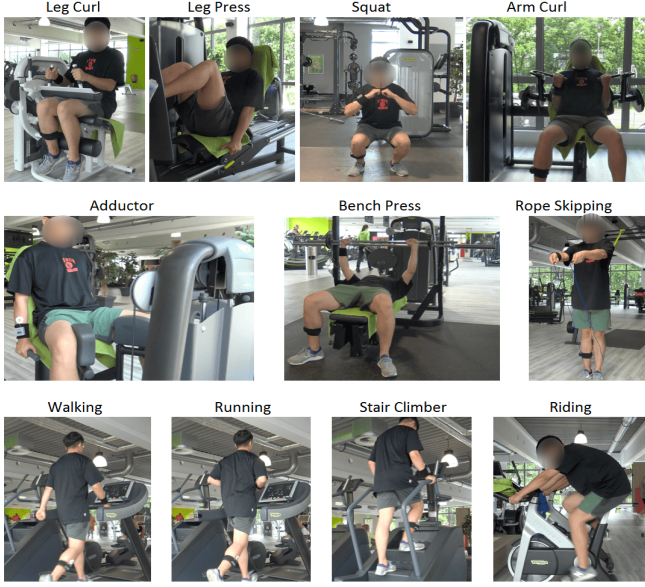 Leg Curl
Leg Press
Squat
Arm Curl
Adductor
Bench Press
Rope Skipping
Walking
Running
Stair Climber
Riding